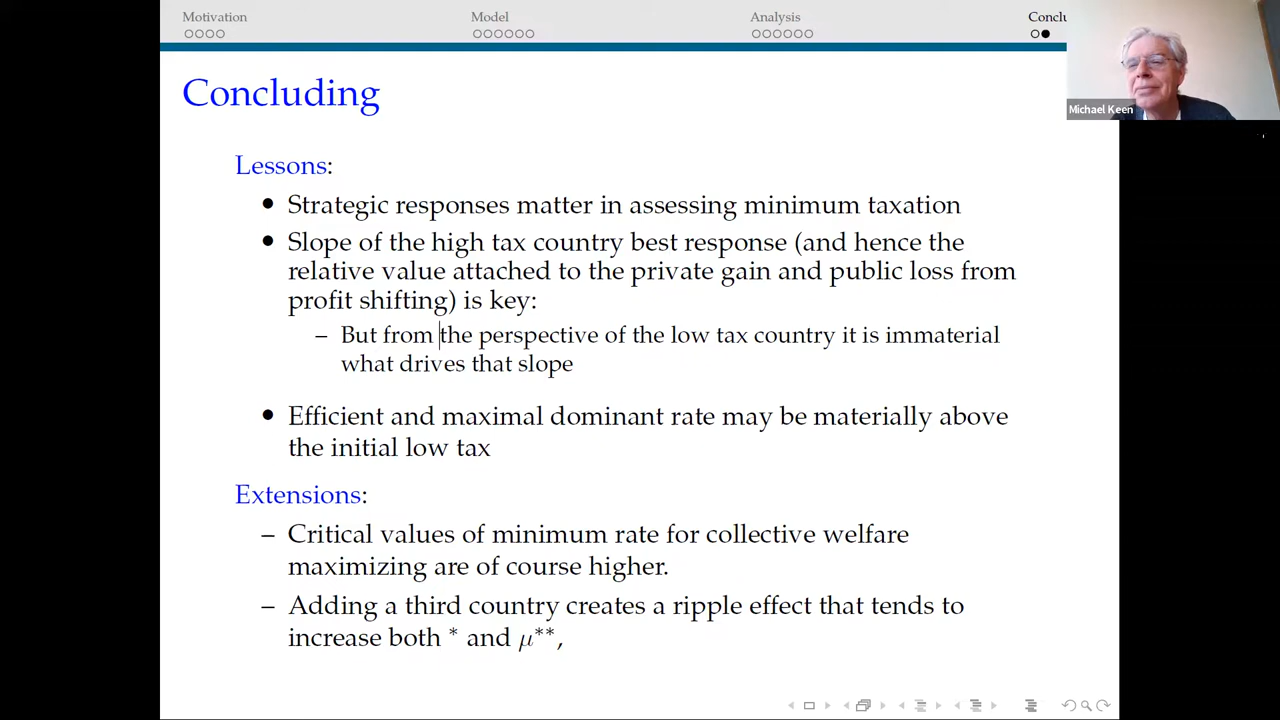 Motivation
Model
Analysis
Conclu
Michael Keen
Concluding
Lessons:
• Strategic responses matter in assessing minimum taxation
• Slope of the high tax country best response (and hence the
relative value attached to the private gain and public loss from
profit shifting) is key:
– But from the perspective of the low tax country it is immaterial
what drives that slope
• Efficient and maximal dominant rate may be materially above
the initial low tax
Extensions:
– Critical values of minimum rate for collective welfare
maximizing are of course higher.
– Adding a third country creates a ripple effect that tends to
increase both * and μ**,